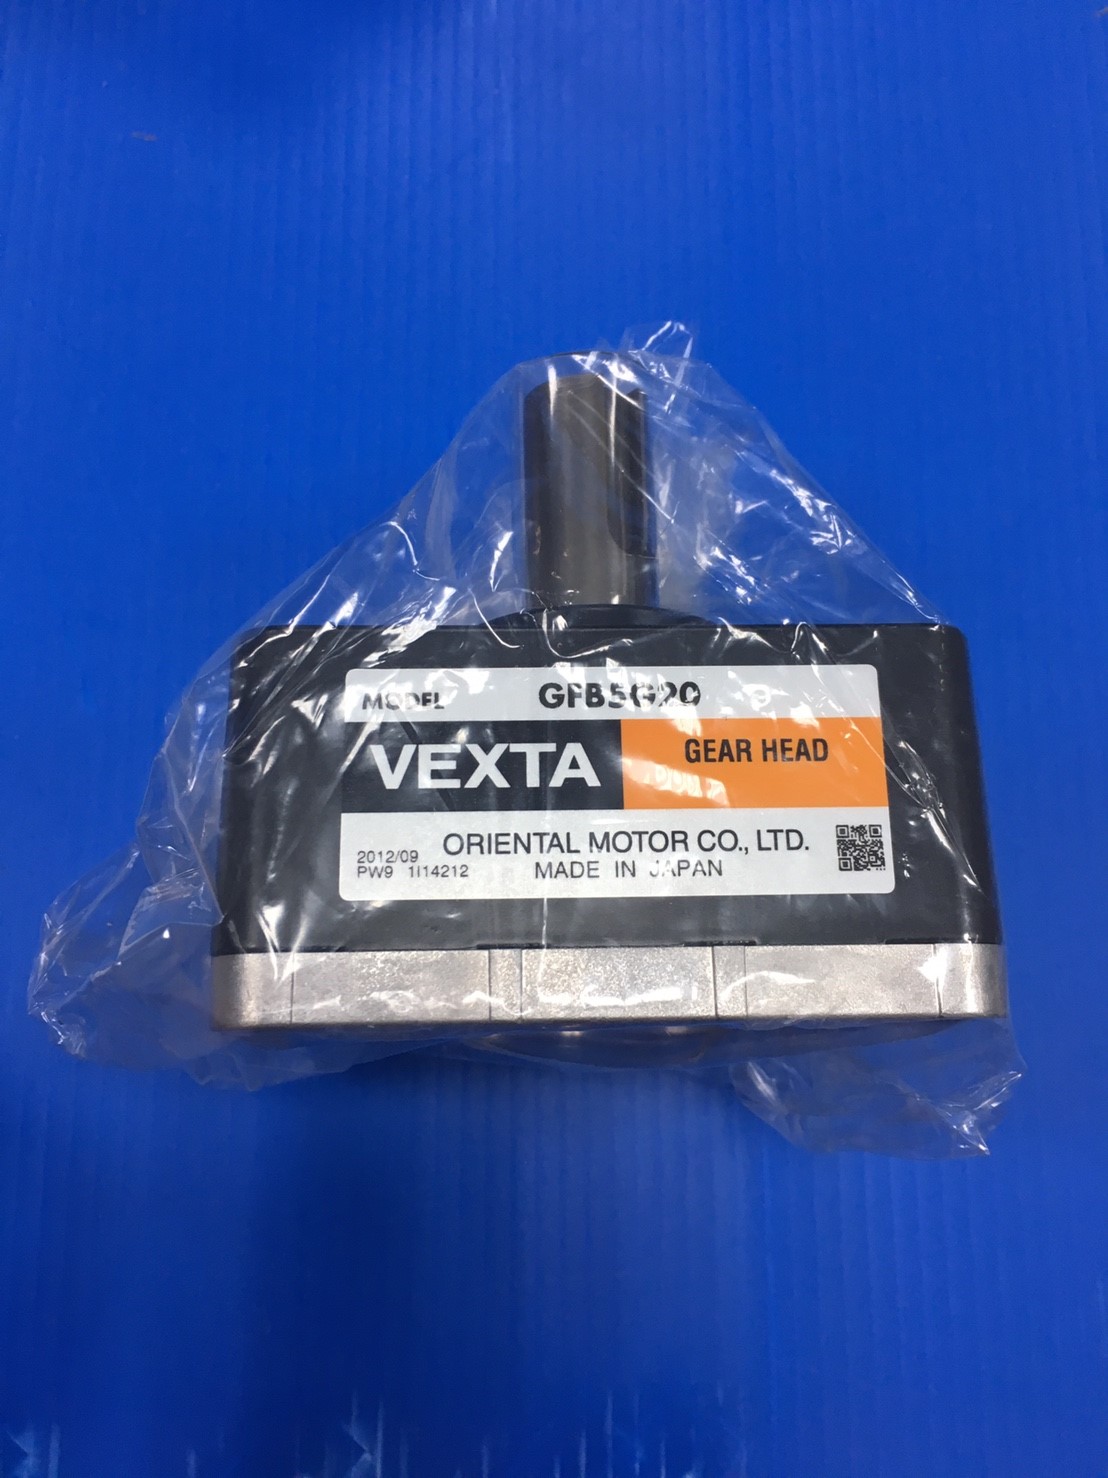 MODEL GFB5G20
VEXTA GEAR HEAD
ORIENTAL MOTOR CO., LTD.
2012/09
PW9 1I14212 MADE IN JAPAN